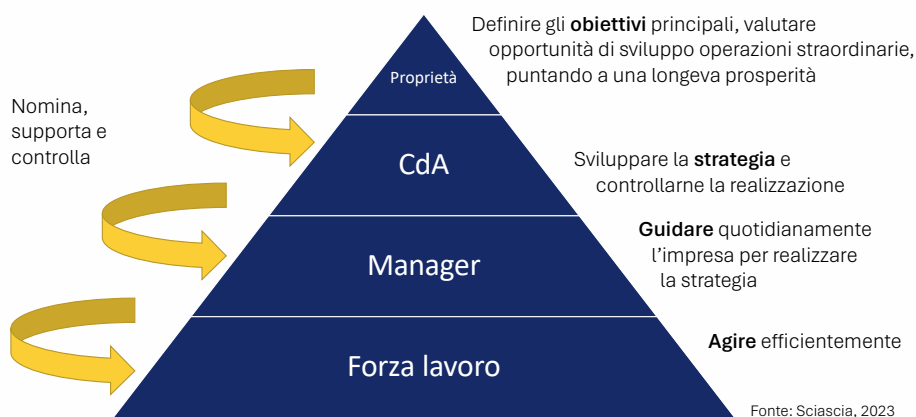 Definire gli obiettivi principali, valutare
opportunità di sviluppo operazioni straordinarie,
puntando a una longeva prosperità
Proprietà
Nomina,
supporta e
controlla
CdA
Sviluppare la strategia e
controllarne la realizzazione
Manager
Guidare quotidianamente
l'impresa per realizzare
la strategia
Forza lavoro
Agire efficientemente
Fonte: Sciascia, 2023